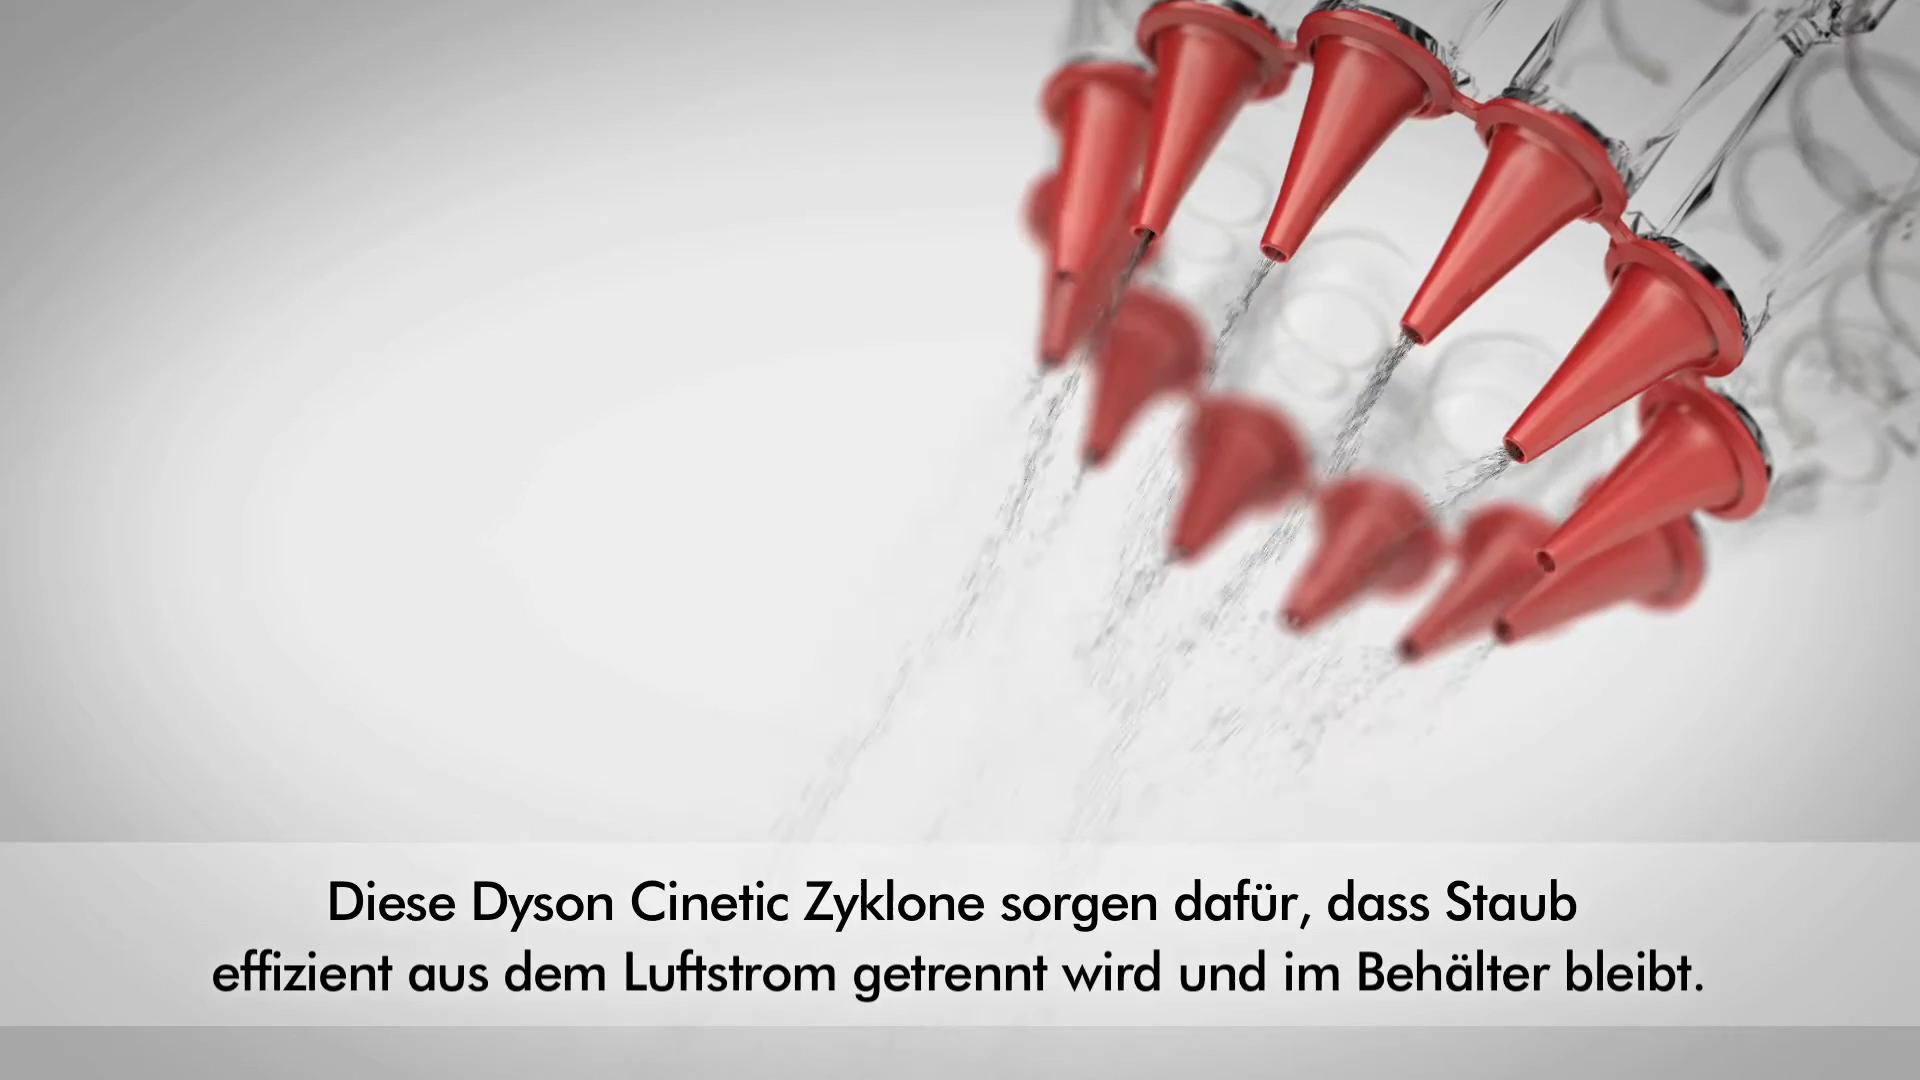 Diese Dyson Cinetic Zyklone sorgen dafür, dass Staub
effizient aus dem Luftstrom getrennt wird und im Behälter bleibt.